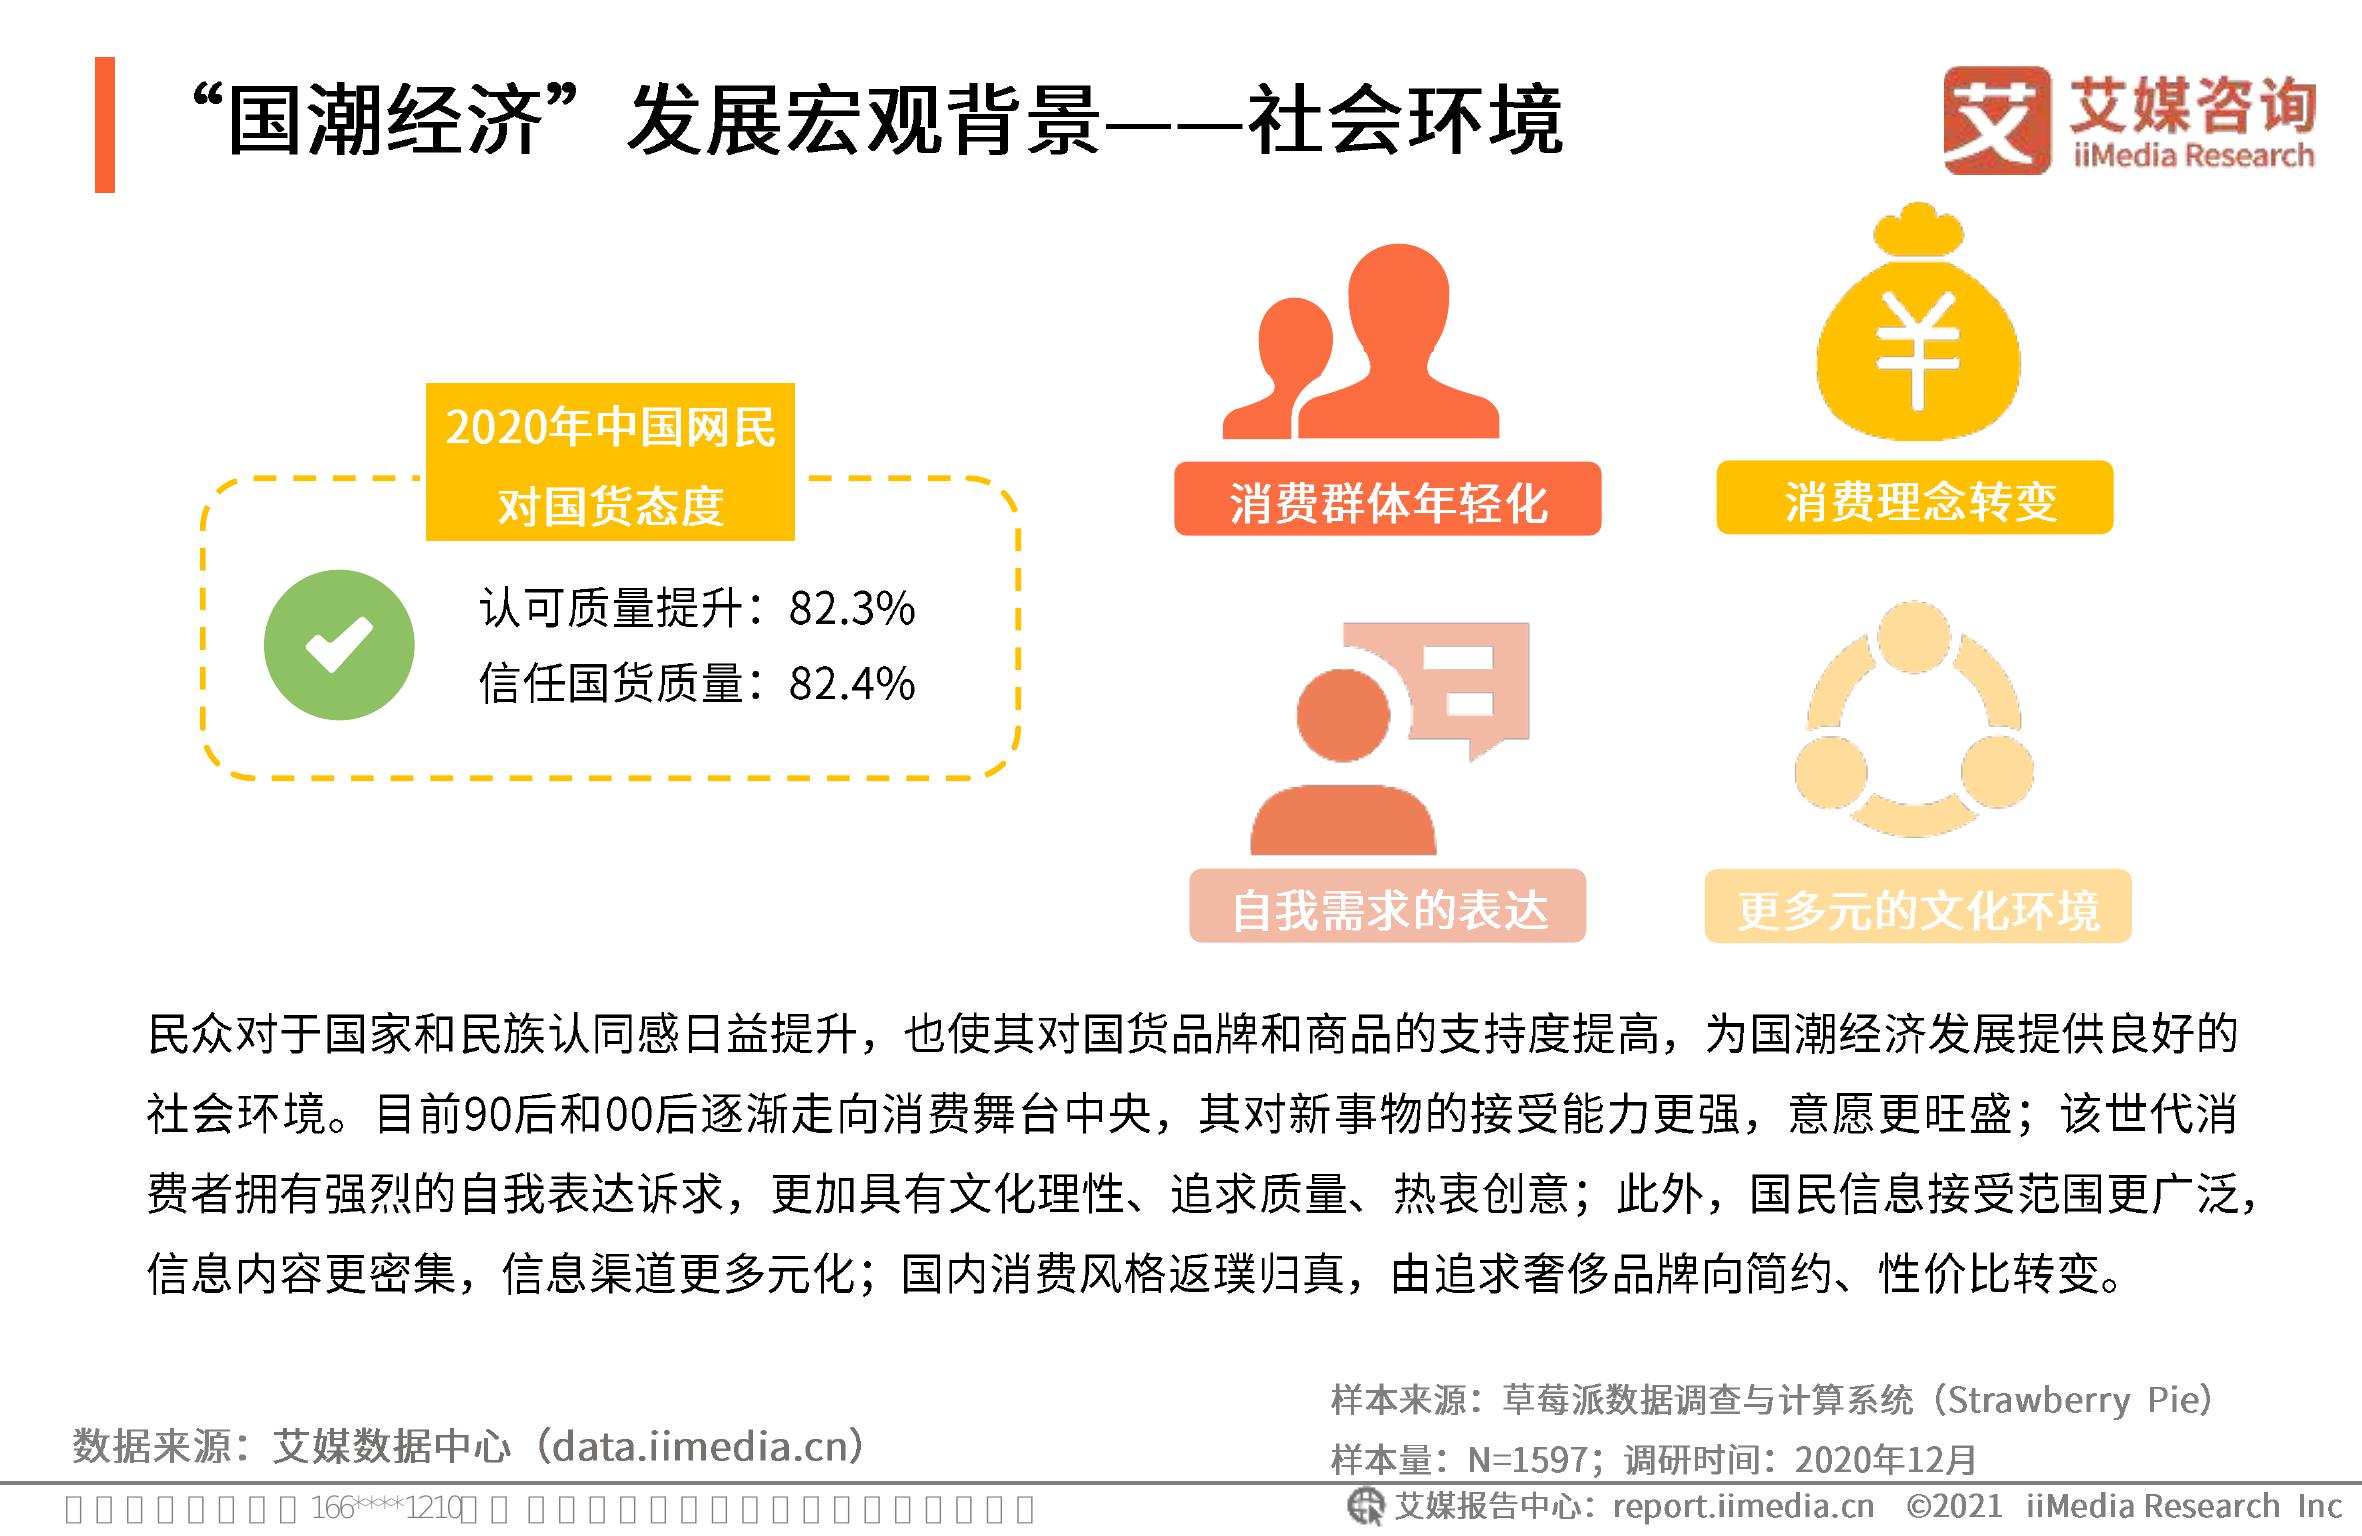 “国潮经济”发展宏观背景——社会环境
艾 艾媒咨询
iiMedia Research
2020年中国网民
对国货态度
认可质量提升：82.3%
信任国货质量：82.4%
¥
消费群体年轻化
消费理念转变
自我需求的表达
更多元的文化环境
民众对于国家和民族认同感日益提升，也使其对国货品牌和商品的支持度提高，为国潮经济发展提供良好的
社会环境。目前90后和00后逐渐走向消费舞台中央，其对新事物的接受能力更强，意愿更旺盛；该世代消
费者拥有强烈的自我表达诉求，更加具有文化理性、追求质量、热衷创意；此外，国民信息接受范围更广泛，
信息内容更密集，信息渠道更多元化；国内消费风格返璞归真，由追求奢侈品牌向简约、性价比转变。
样本来源：草莓派数据调查与计算系统（Strawberry Pie）
数据来源：艾媒数据中心（data.iimedia.cn）
样本量：N=1597；调研时间：2020年12月
166****1210
艾媒报告中心：report.iimedia.cn ©2021 iiMedia Research Inc